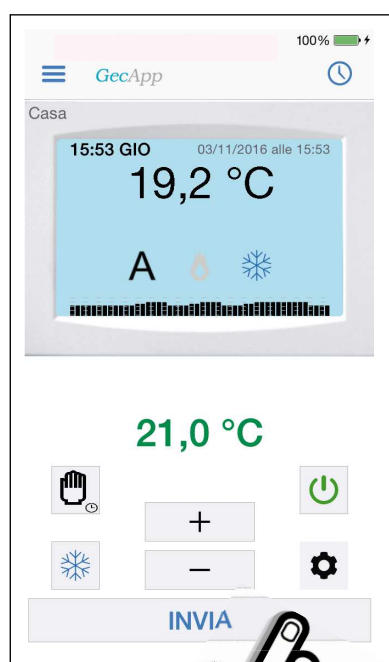 100%
GecApp
Casa
15:53 GIO 03/11/2016 alle 15:53
19,2 °C
A
21,0 °C
+
−
INVIA